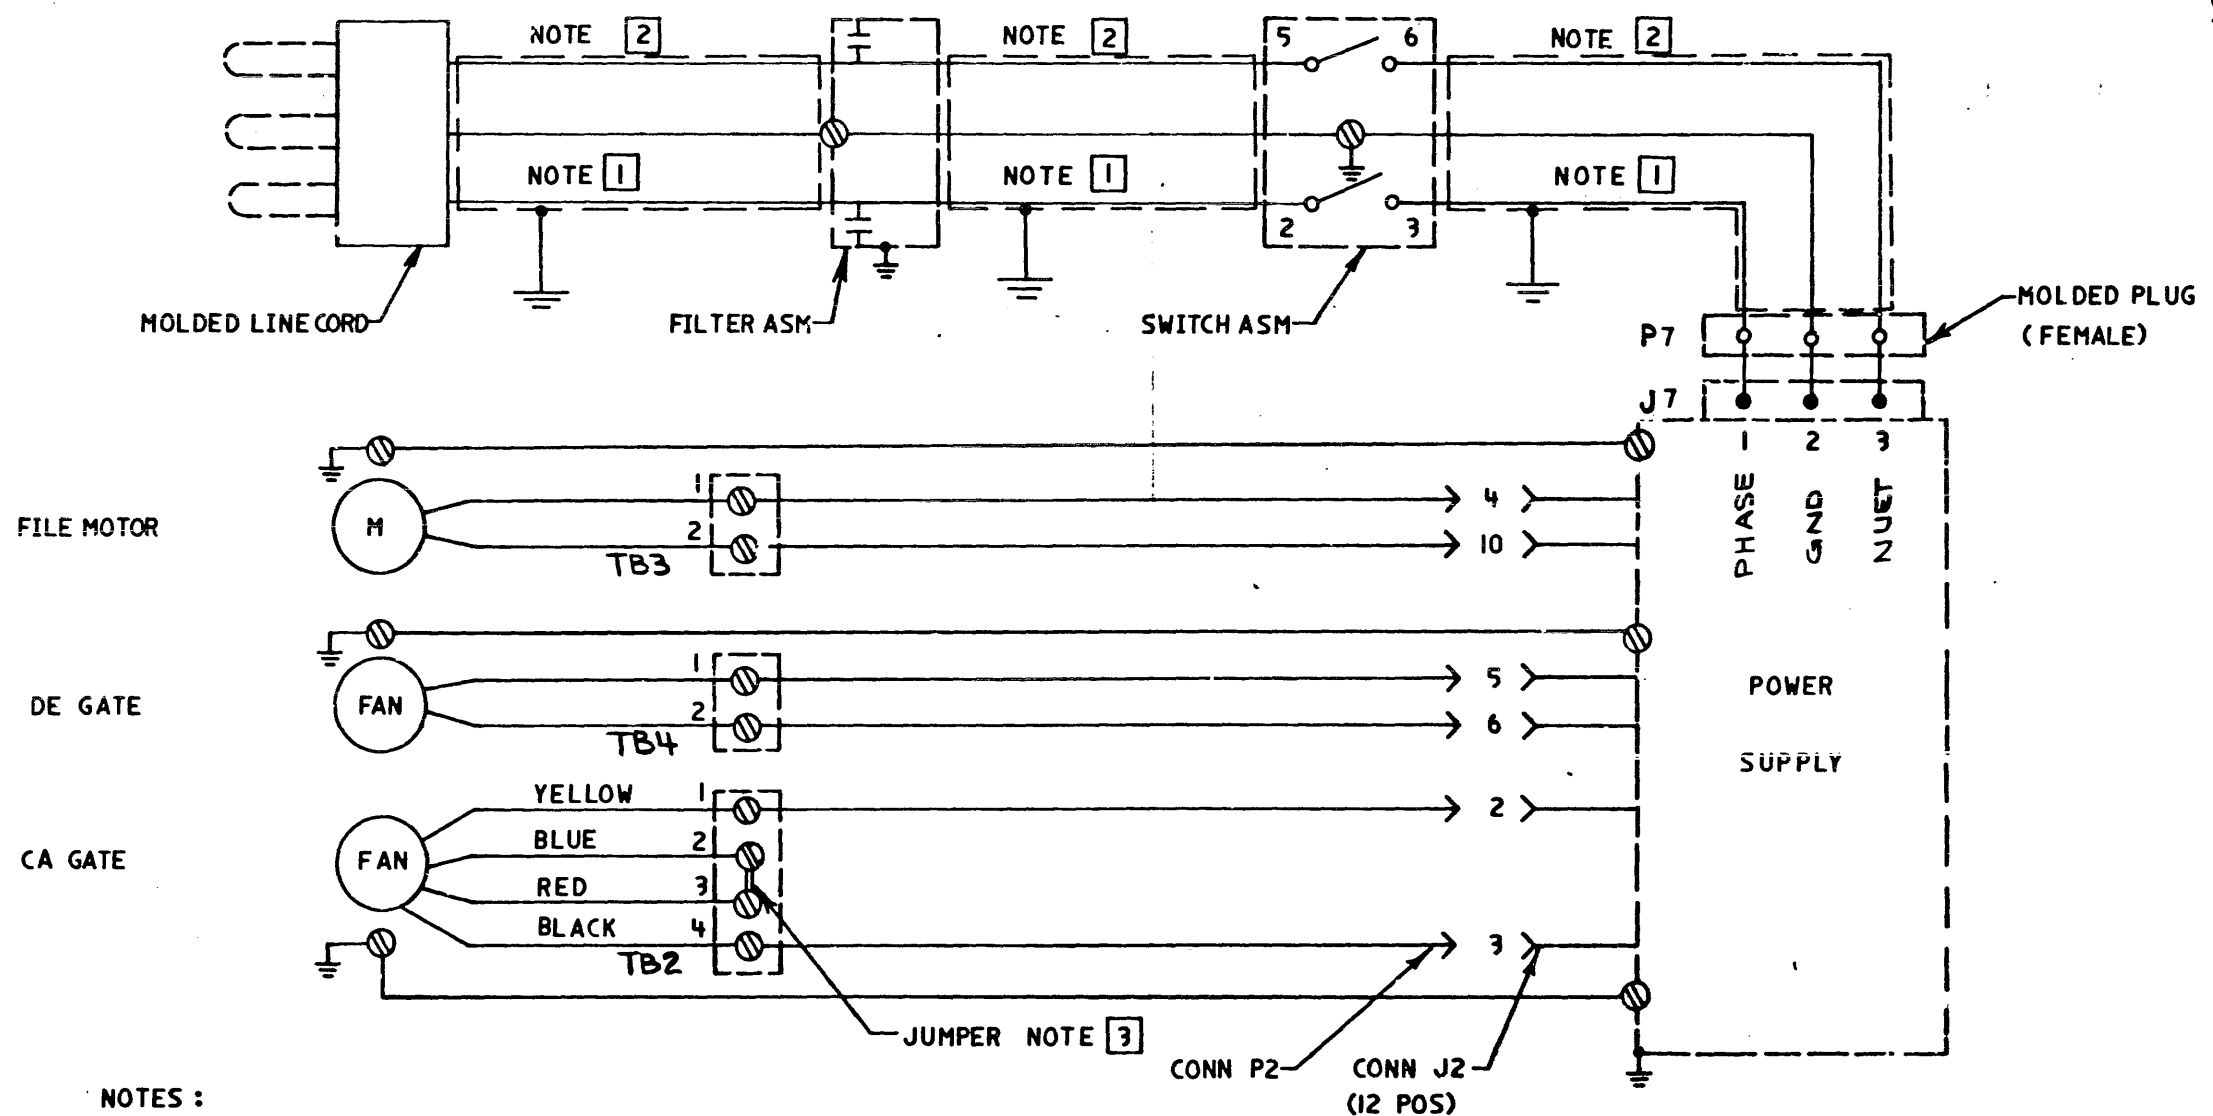 NOTE 2
NOTE 2
5 6
NOTE 2
NOTE 1
NOTE 1
NOTE 1
2 3
MOLDED LINECORD
FILTER ASM
SWITCH ASM
MOLDED PLUG
(FEMALE)
P7
J7
1 2 3
PHASE
GND
NUET
FILE MOTOR
M
1
2
TB3
4
10
DE GATE
FAN
1
2
TB4
5
6
POWER
SUPPLY
CA GATE
FAN
YELLOW 1
BLUE 2
RED 3
BLACK 4
TB2
2
3
JUMPER NOTE 3
CONN P2
CONN J2
(12 POS)
NOTES :